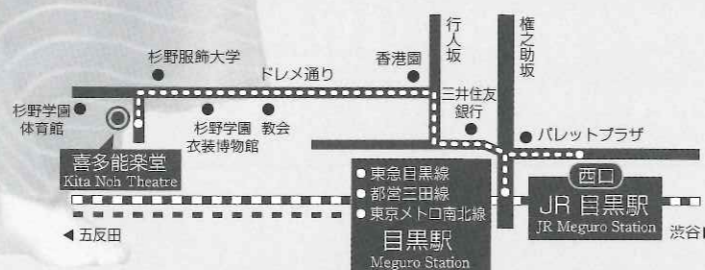 杉野服飾大学
ドレメ通り
香港園
行人坂
権之助坂
杉野学園
体育館
杉野学園
衣装博物館
教会
三井住友
銀行
パレットプラザ
喜多能楽堂
Kita Noh Theatre
東急目黒線
都営三田線
東京メトロ南北線
目黒駅
Meguro Station
西口
JR 目黒駅
JR Meguro Station
五反田
渋谷